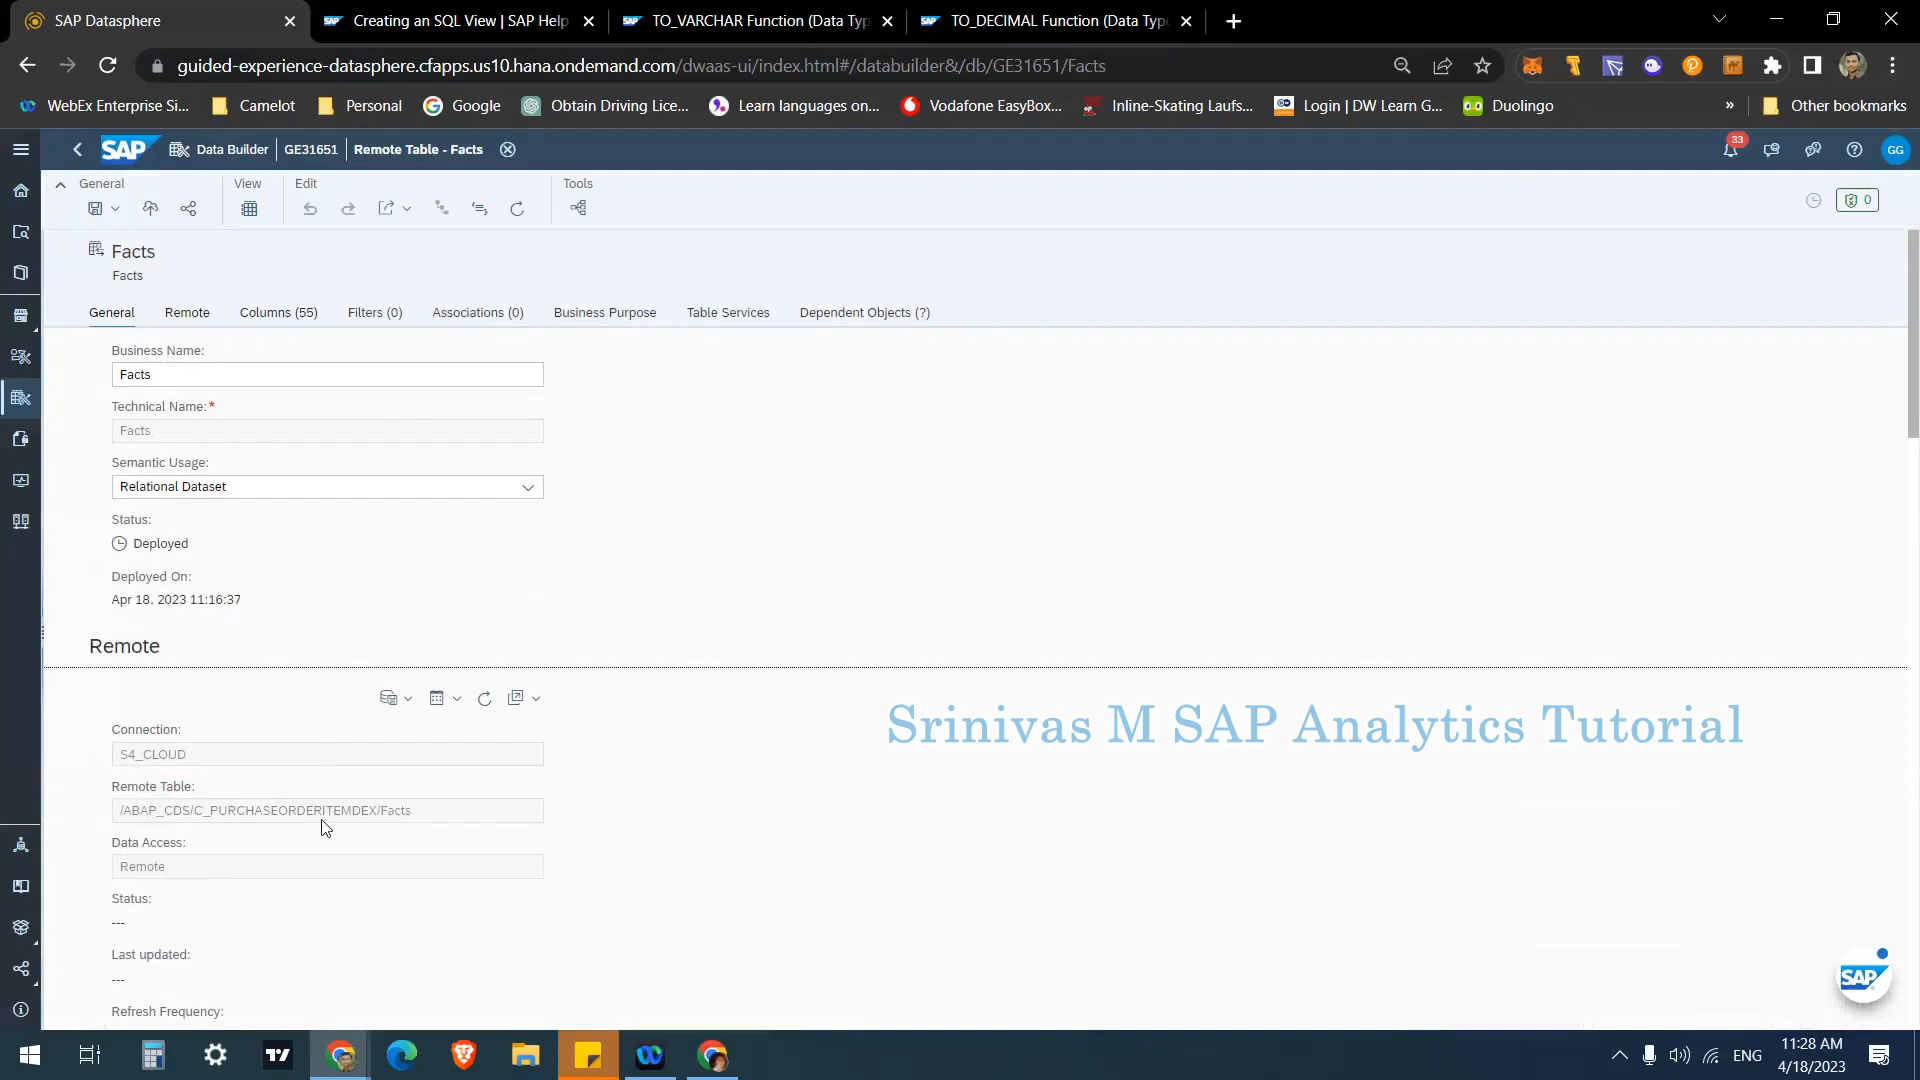 SAP Datasphere
Creating an SQL View | SAP Help
TO_VARCHAR Function (Data Typ
TO_DECIMAL Function (Data Type
guided-experience-datasphere.cfapps.us10.hana.ondemand.com/dwaas-ui/index.html#/databuilder&/db/GE31651/Facts
WebEx Enterprise Si...
Camelot
Personal
Google
Obtain Driving Lice...
Learn languages on...
Vodafone EasyBox...
Inline-Skating Laufs...
Login | DW Learn G...
Duolingo
»
Other bookmarks
SAP
Data Builder
GE31651
Remote Table - Facts
33
GG
General
View
Edit
Tools
0
Facts
Facts
General
Remote
Columns (55)
Filters (0)
Associations (0)
Business Purpose
Table Services
Dependent Objects (?)
Business Name:
Facts
Technical Name:*
Facts
Semantic Usage:
Relational Dataset
Status:
Deployed
Deployed On:
Apr 18, 2023 11:16:37
Remote
Connection:
S4_CLOUD
Srinivas M SAP Analytics Tutorial
Remote Table:
/ABAP_CDS/C_PURCHASEORDERITEMDEX/Facts
Data Access:
Remote
Status:
---
Last updated:
---
Refresh Frequency:
SAP
ENG
11:28 AM
4/18/2023